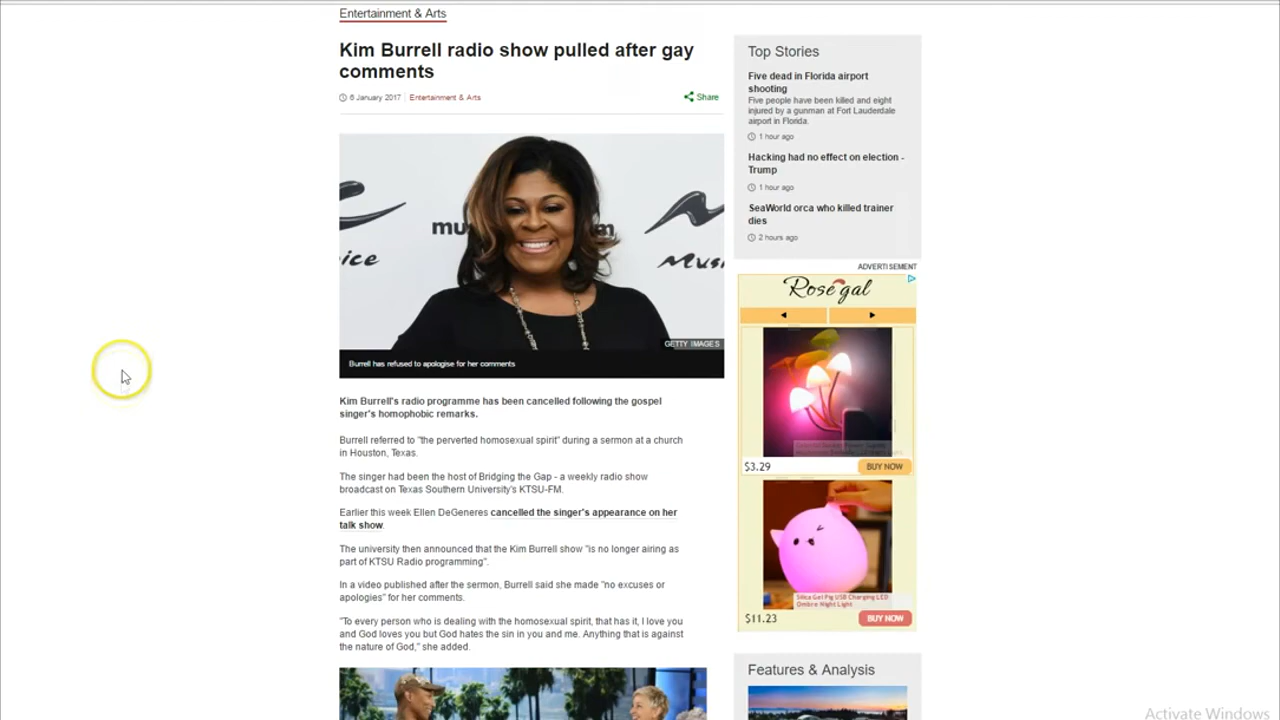 Entertainment & Arts
Kim Burrell radio show pulled after gay
comments
6 January 2017
Entertainment & Arts
Share
GETTY IMAGES
Burrell has refused to apologise for her comments
Kim Burrell's radio programme has been cancelled following the gospel
singer's homophobic remarks.
Burrell referred to "the perverted homosexual spirit" during a sermon at a church
in Houston, Texas.
The singer had been the host of Bridging the Gap - a weekly radio show
broadcast on Texas Southern University's KTSU-FM.
Earlier this week Ellen DeGeneres cancelled the singer's appearance on her
talk show.
The university then announced that the Kim Burrell show "is no longer airing as
part of KTSU Radio programming".
In a video published after the sermon, Burrell said she made "no excuses or
apologies" for her comments.
"To every person who is dealing with the homosexual spirit, that has it, I love you
and God loves you but God hates the sin in you and me. Anything that is against
the nature of God," she added.
Top Stories
Five dead in Florida airport
shooting
Five people have been killed and eight
injured by a gunman at Fort Lauderdale
airport in Florida.
1 hour ago
Hacking had no effect on election -
Trump
1 hour ago
SeaWorld orca who killed trainer
dies
2 hours ago
ADVERTISEMENT
Rosegal
$3.29
BUY NOW
Silica Gel Pig USB Charging LED
Ombre Night Light
$11.23
BUY NOW
Features & Analysis
Activate Windows